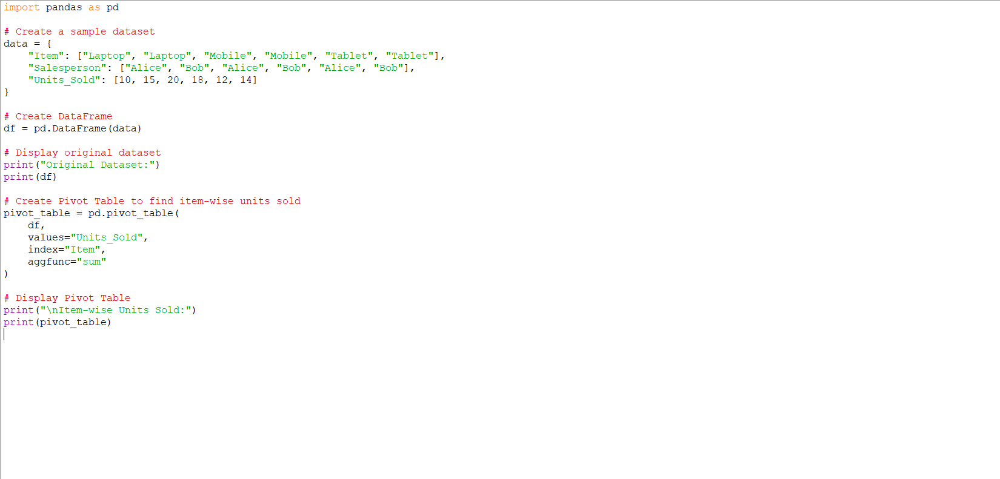 import pandas as pd
# Create a sample dataset
data = {
    "Item": ["Laptop", "Laptop", "Mobile", "Mobile", "Tablet", "Tablet"],
    "Salesperson": ["Alice", "Bob", "Alice", "Bob", "Alice", "Bob"],
    "Units_Sold": [10, 15, 20, 18, 12, 14]
}
# Create DataFrame
df = pd.DataFrame(data)
# Display original dataset
print("Original Dataset:")
print(df)
# Create Pivot Table to find item-wise units sold
pivot_table = pd.pivot_table(
    df,
    values="Units_Sold",
    index="Item",
    aggfunc="sum"
)
# Display Pivot Table
print("\nItem-wise Units Sold:")
print(pivot_table)